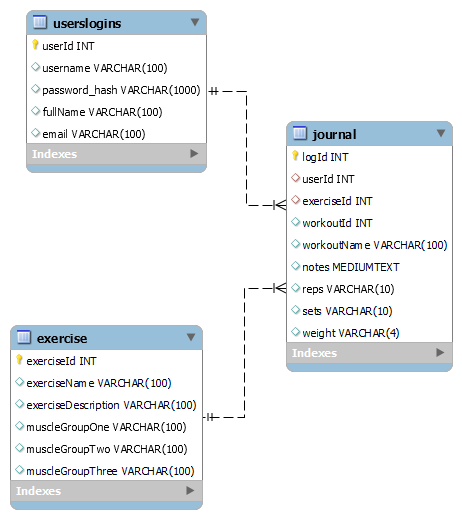 userslogins
userId INT
username VARCHAR(100)
password_hash VARCHAR(1000)
fullName VARCHAR(100)
email VARCHAR(100)
Indexes
journal
logId INT
userId INT
exerciseId INT
workoutId INT
workoutName VARCHAR(100)
notes MEDIUMTEXT
reps VARCHAR(10)
sets VARCHAR(10)
weight VARCHAR(4)
Indexes
exercise
exerciseId INT
exerciseName VARCHAR(100)
exerciseDescription VARCHAR(100)
muscleGroupOne VARCHAR(100)
muscleGroupTwo VARCHAR(100)
muscleGroupThree VARCHAR(100)
Indexes